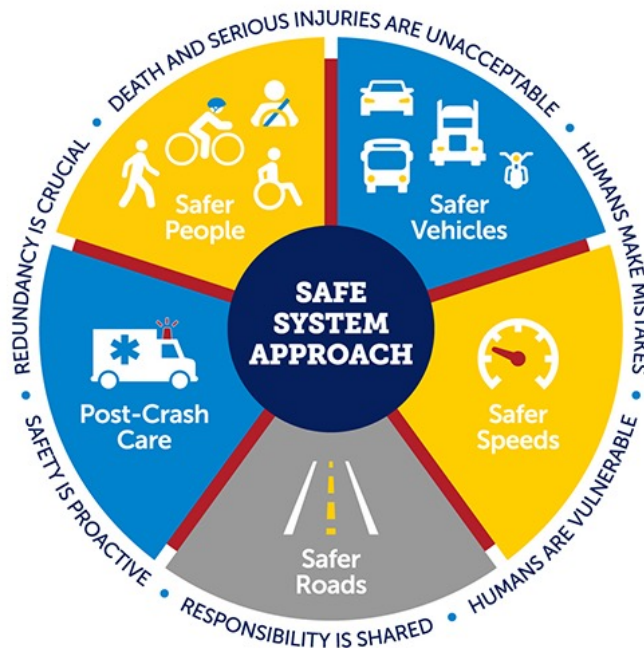 DEATH AND SERIOUS INJURIES ARE UNACCEPTABLE
HUMANS MAKE MISTAKES
HUMANS ARE VULNERABLE
RESPONSIBILITY IS SHARED
SAFETY IS PROACTIVE
REDUNDANCY IS CRUCIAL
Safer
People
Safer
Vehicles
SAFE
SYSTEM
APPROACH
Post-Crash
Care
Safer
Speeds
Safer
Roads